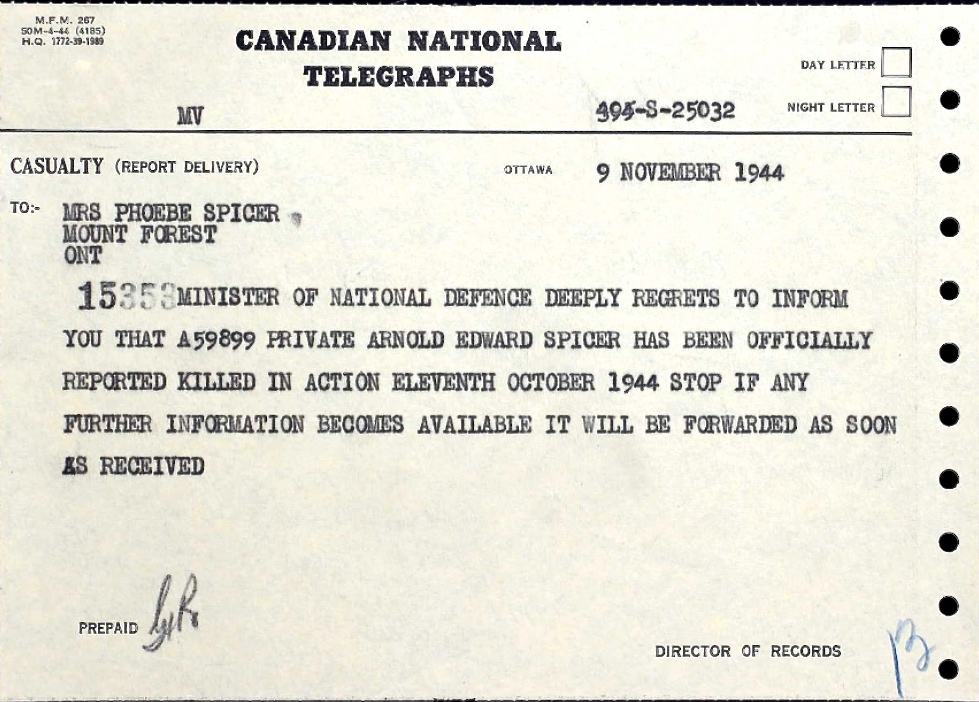 M.F.M. 267
50M-4-44 (4185)
H.Q. 1772-39-1989
CANADIAN NATIONAL
TELEGRAPHS
DAY LETTER
NIGHT LETTER
MV
-S-25032
CASUALTY (REPORT DELIVERY)
OTTAWA 9 NOVEMBER 1944
TO:- MRS PHOEBE SPICER
MOUNT FOREST
ONT
15353 MINISTER OF NATIONAL DEFENCE DEEPLY REGRETS TO INFORM
YOU THAT A59899 PRIVATE ARNOLD EDWARD SPICER HAS BEEN OFFICIALLY
REPORTED KILLED IN ACTION ELEVENTH OCTOBER 1944 STOP IF ANY
FURTHER INFORMATION BECOMES AVAILABLE IT WILL BE FORWARDED AS SOON
AS RECEIVED
PREPAID
DIRECTOR OF RECORDS